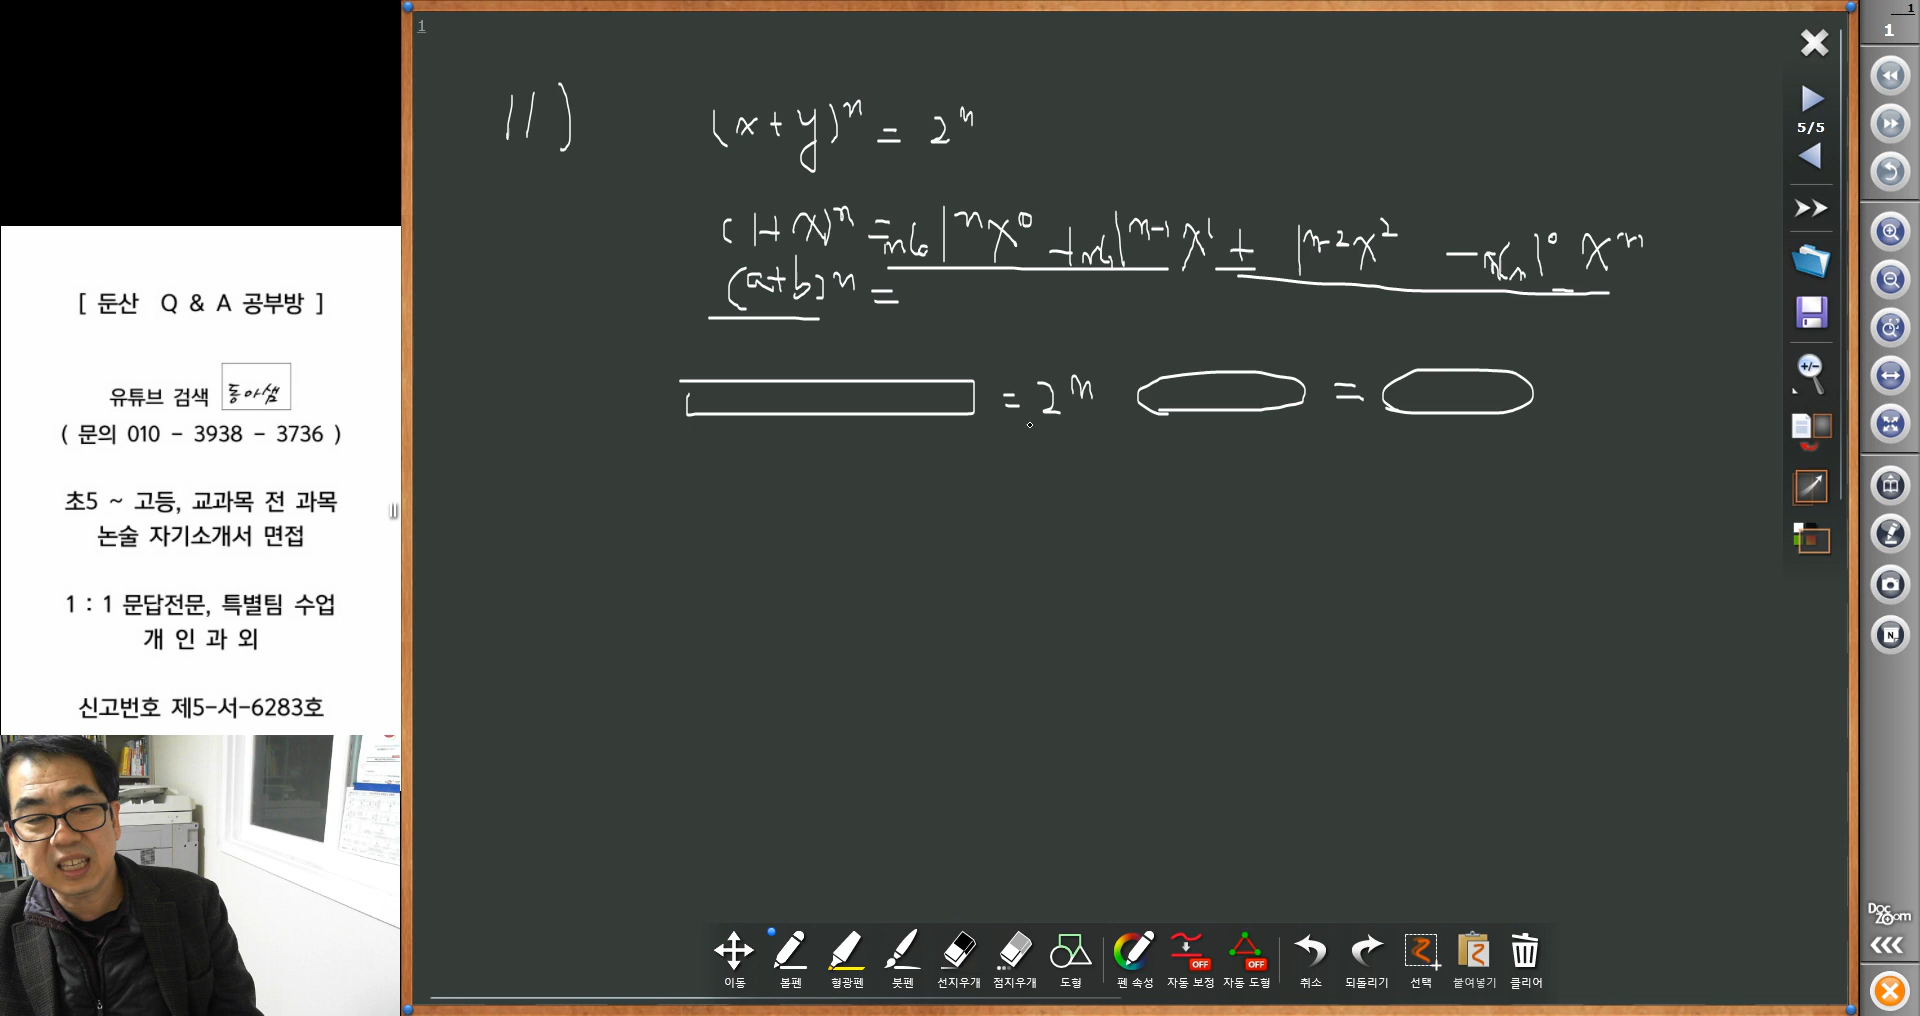 [ 둔산 Q & A 공부방 ]
유튜브 검색 동아샘
( 문의 010 - 3938 - 3736 )
초5 ~ 고등, 교과목 전 과목
논술 자기소개서 면접
1 : 1 문답전문, 특별팀 수업
개 인 과 외
신고번호 제5-서-6283호
1
11)
(x+y)ⁿ = 2ⁿ
(1+x)ⁿ = nC₀ 1ⁿx⁰ + nC₁ 1ⁿ⁻¹ x¹ + 1ⁿ⁻²x² - nCₙ 1⁰ xⁿ
(a+b)ⁿ =
= 2ⁿ =
5/5
+/-
1
1
N
Doc Zoom
이동 볼펜 형광펜 붓펜 선지우개 점지우개 도형 펜 속성 OFF 자동 보정 OFF 자동 도형 취소 되돌리기 선택 붙여넣기 클리어